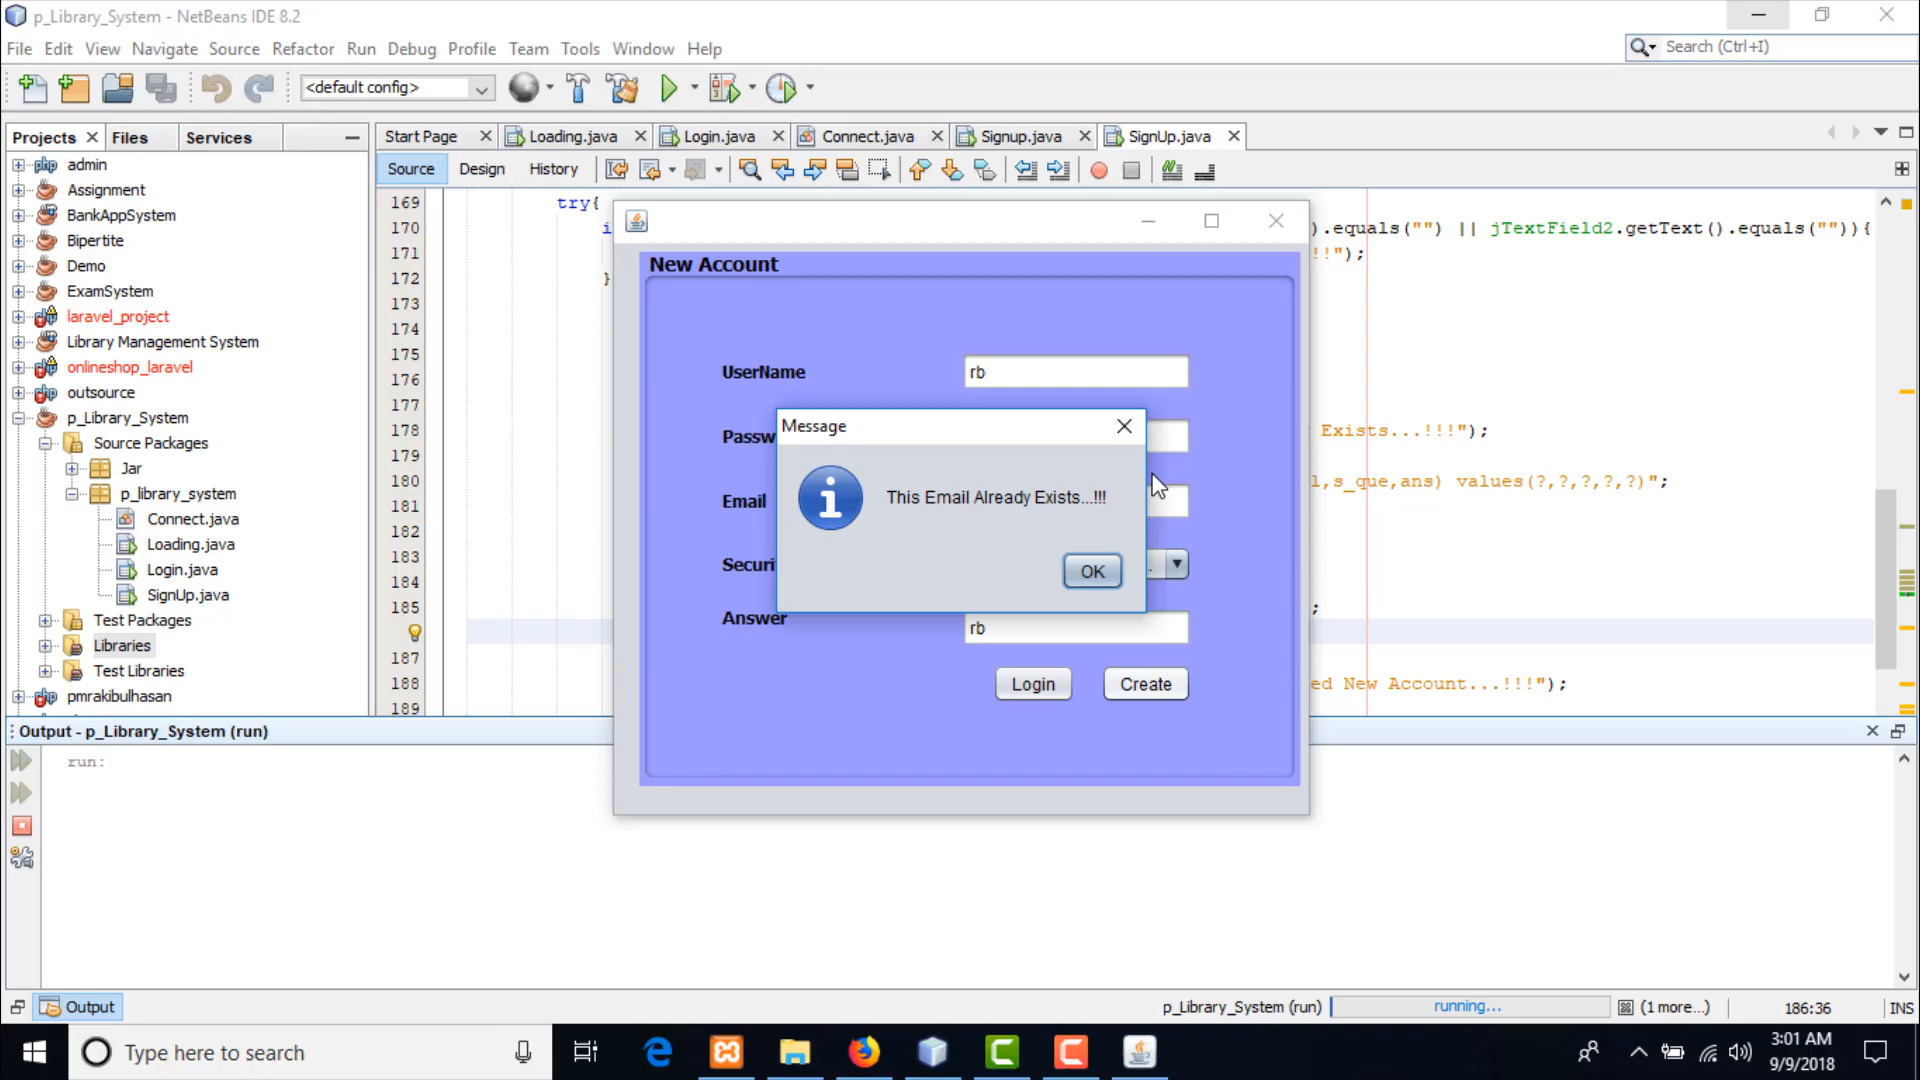 p_Library_System - NetBeans IDE 8.2
File Edit View Navigate Source Refactor Run Debug Profile Team Tools Window Help
Search (Ctrl+I)
<default config>
Projects Files Services
Start Page Loading.java Login.java Connect.java Signup.java SignUp.java
Source Design History
admin
Assignment
BankAppSystem
Bipertite
Demo
ExamSystem
laravel_project
Library Management System
onlineshop_laravel
outsource
p_Library_System
Source Packages
Jar
p_library_system
Connect.java
Loading.java
Login.java
SignUp.java
Test Packages
Libraries
Test Libraries
pmrakibulhasan
169 try{
170 i ).equals("") || jTextField2.getText().equals("")){
171 !!");
172 }
173
174
175
176
177
178 Exists...!!!");
179
180 l,s_que,ans) values(?,?,?,?,?)";
181
182
183
184
185 ;
187
188 ed New Account...!!!");
189
New Account
UserName rb
Passw
Email
Securi
Answer rb
Login Create
Message
This Email Already Exists...!!!
OK
Output - p_Library_System (run)
run:
Output
p_Library_System (run) running... (1 more...) 186:36 INS
Type here to search
3:01 AM
9/9/2018